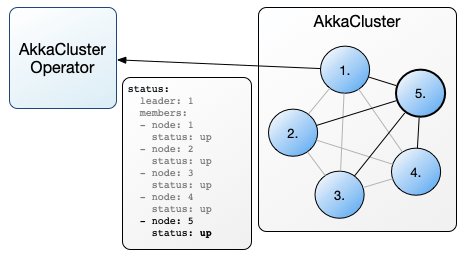 AkkaCluster
Operator
AkkaCluster
1.
5.
2.
4.
3.
status:
  leader: 1
  members:
  - node: 1
    status: up
  - node: 2
    status: up
  - node: 3
    status: up
  - node: 4
    status: up
  - node: 5
    status: up